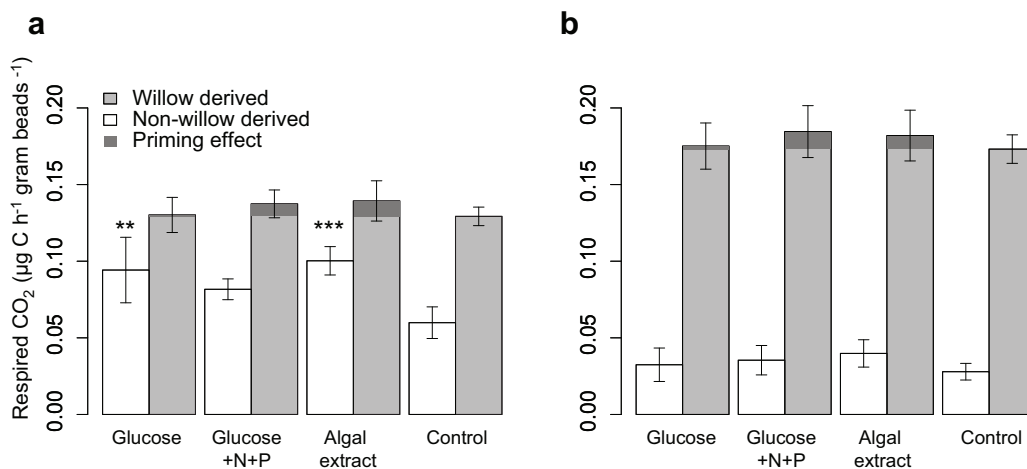 a
b
Respired CO₂ (µg C h⁻¹ gram beads ⁻¹)
0.20
0.15
0.10
0.05
0.00
Willow derived
Non-willow derived
Priming effect
**
***
Glucose
Glucose
+N+P
Algal
extract
Control
0.20
0.15
0.10
0.05
0.00
Glucose
Glucose
+N+P
Algal
extract
Control